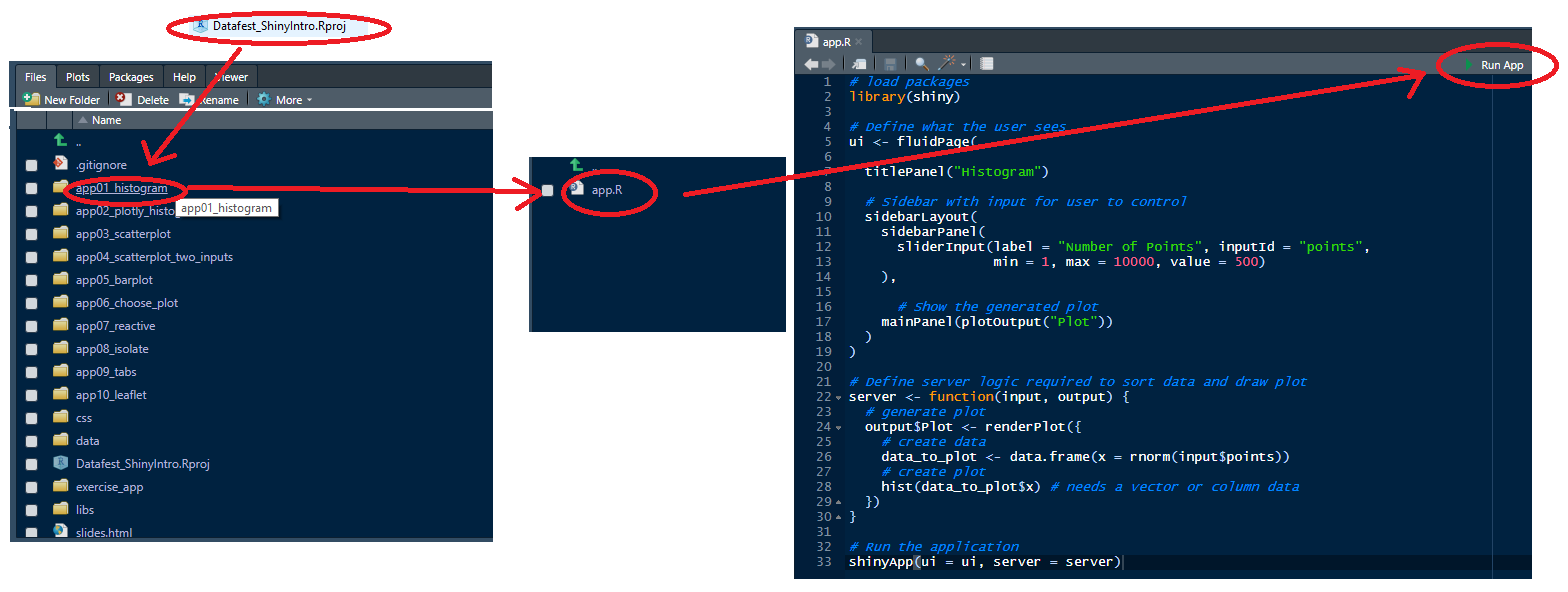 Datafest_ShinyIntro.Rproj
Files Plots Packages Help Viewer
New Folder Delete Rename More
Name
..
.gitignore
app01_histogram
app02_plotly_histo
app01_histogram
app03_scatterplot
app04_scatterplot_two_inputs
app05_barplot
app06_choose_plot
app07_reactive
app08_isolate
app09_tabs
app10_leaflet
css
data
Datafest_ShinyIntro.Rproj
exercise_app
libs
slides.html
..
app.R
app.R
Run App
1 # load packages
2 library(shiny)
3
4 # Define what the user sees
5 ui <- fluidPage(
6
7 titlePanel("Histogram")
8
9 # Sidebar with input for user to control
10 sidebarLayout(
11 sidebarPanel(
12 sliderInput(label = "Number of Points", inputId = "points",
13 min = 1, max = 10000, value = 500)
14 ),
15
16 # Show the generated plot
17 mainPanel(plotOutput("Plot"))
18 )
19 )
20
21 # Define server logic required to sort data and draw plot
22 server <- function(input, output) {
23 # generate plot
24 output$Plot <- renderPlot({
25 # create data
26 data_to_plot <- data.frame(x = rnorm(input$points))
27 # create plot
28 hist(data_to_plot$x) # needs a vector or column data
29 })
30 }
31
32 # Run the application
33 shinyApp(ui = ui, server = server)